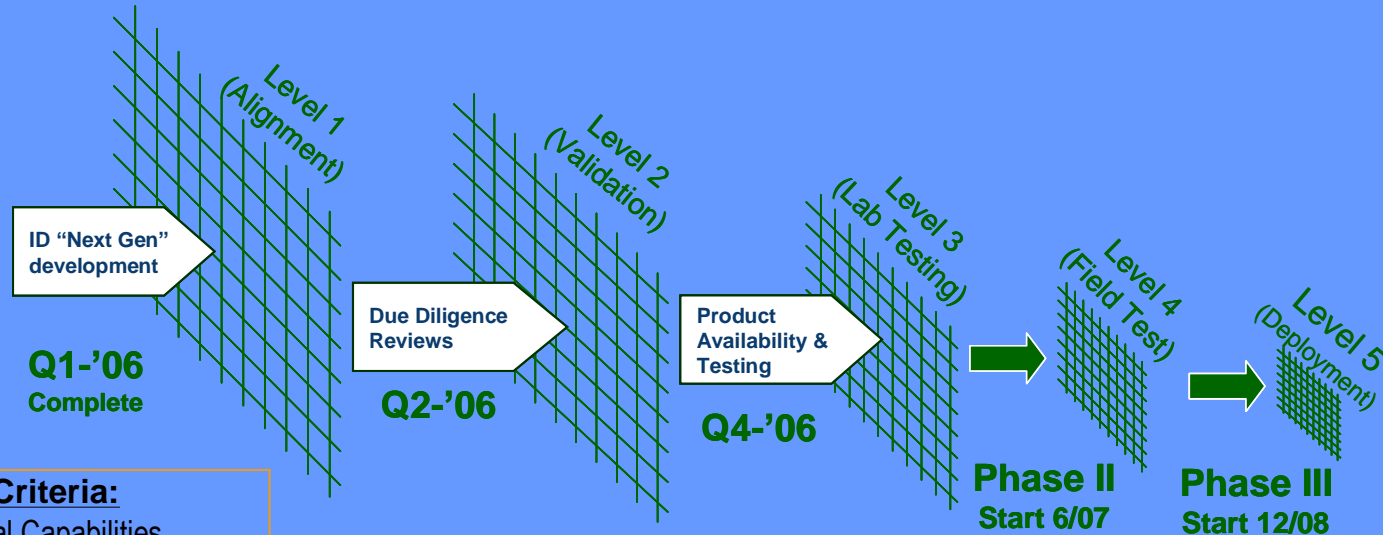 Level 1
(Alignment)
Level 2
(Validation)
Level 3
(Lab Testing)
Level 4
(Field Test)
Level 5
(Deployment)
ID “Next Gen”
development
Due Diligence
Reviews
Product
Availability &
Testing
Q1-’06
Complete
Q2-’06
Q4-’06
Phase II
Start 6/07
Phase III
Start 12/08
Criteria:
Capabilities